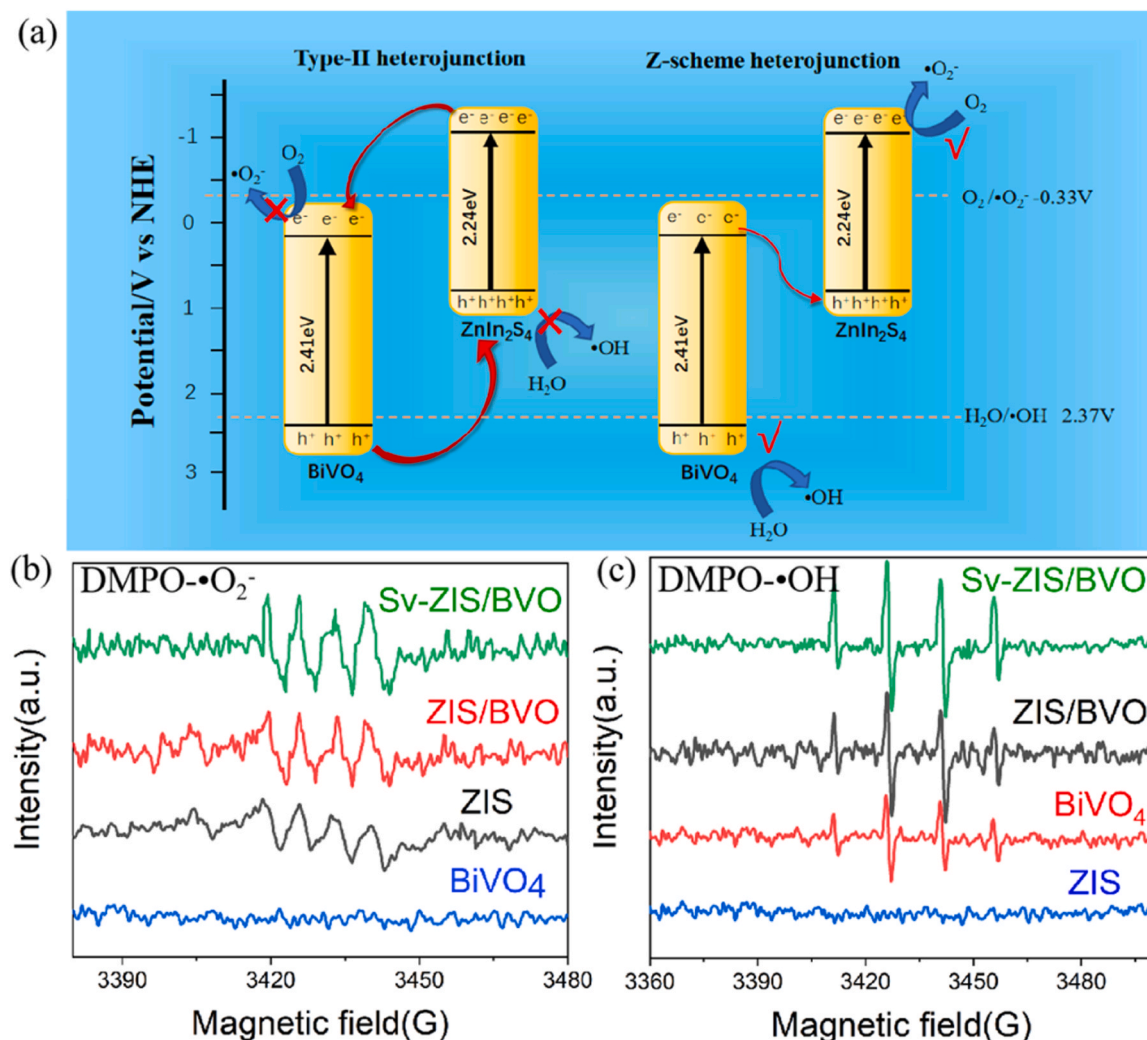 (a)
Type-II heterojunction
Z-scheme heterojunction
Potential/V vs NHE
-1
0
1
2
3
•O₂⁻
O₂
e⁻ e⁻ e⁻
2.41eV
h⁺ h⁺ h⁺
BiVO₄
e⁻ e⁻ e⁻ e⁻
2.24eV
h⁺ h⁺ h⁺ h⁺
ZnIn₂S₄
H₂O
•OH
e⁻ e⁻ e⁻
2.41eV
h⁺ h⁺ h⁺
BiVO₄
H₂O
•OH
e⁻ e⁻ e⁻ e⁻
2.24eV
h⁺ h⁺ h⁺ h⁺
ZnIn₂S₄
•O₂⁻
O₂
O₂/•O₂⁻ -0.33V
H₂O/•OH 2.37V
(b)
DMPO-•O₂⁻
Sv-ZIS/BVO
ZIS/BVO
ZIS
BiVO₄
Intensity(a.u.)
3390 3420 3450 3480
Magnetic field(G)
(c)
DMPO-•OH
Sv-ZIS/BVO
ZIS/BVO
BiVO₄
ZIS
Intensity(a.u.)
3360 3390 3420 3450 3480
Magnetic field(G)